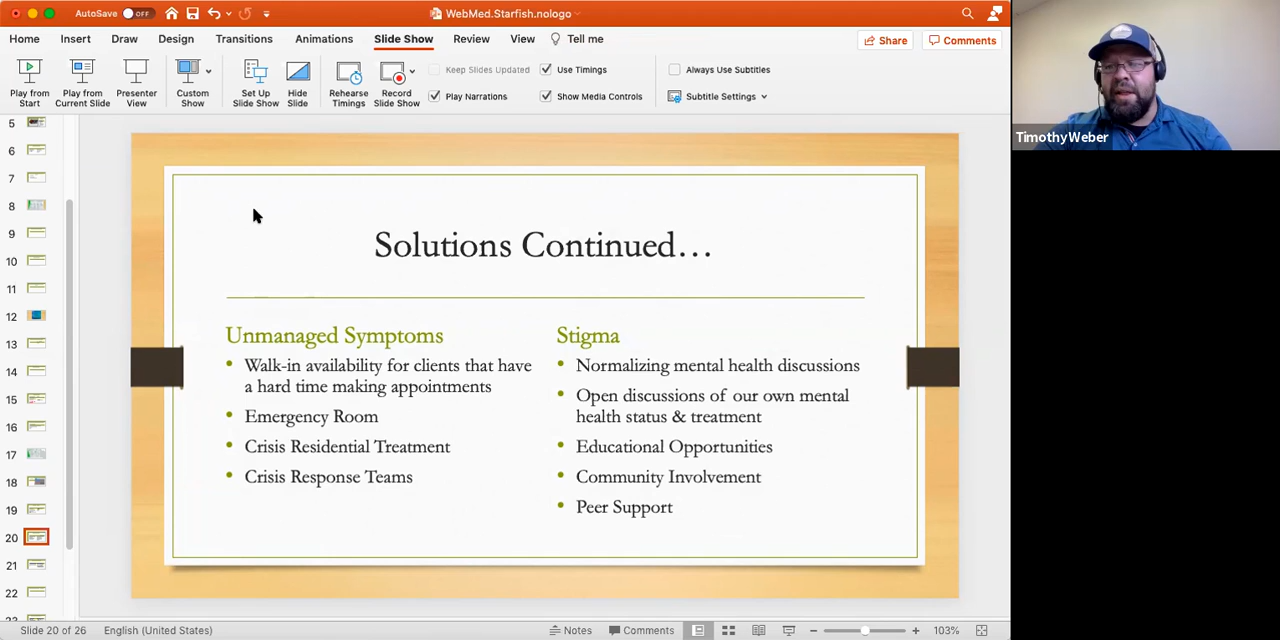 AutoSave OFF
WebMed.Starfish.nologo
Home Insert Draw Design Transitions Animations Slide Show Review View Tell me Share Comments
Play from Start
Play from Current Slide
Presenter View
Custom Show
Set Up Slide Show
Hide Slide
Rehearse Timings
Record Slide Show
Keep Slides Updated
Play Narrations
Use Timings
Show Media Controls
Always Use Subtitles
Subtitle Settings
TimothyWeber
5
6
7
8
9
10
11
12
13
14
15
16
17
18
19
20
21
22
Solutions Continued…
Unmanaged Symptoms
• Walk-in availability for clients that have
a hard time making appointments
• Emergency Room
• Crisis Residential Treatment
• Crisis Response Teams
Stigma
• Normalizing mental health discussions
• Open discussions of our own mental
health status & treatment
• Educational Opportunities
• Community Involvement
• Peer Support
Slide 20 of 26 English (United States) Notes Comments 103%